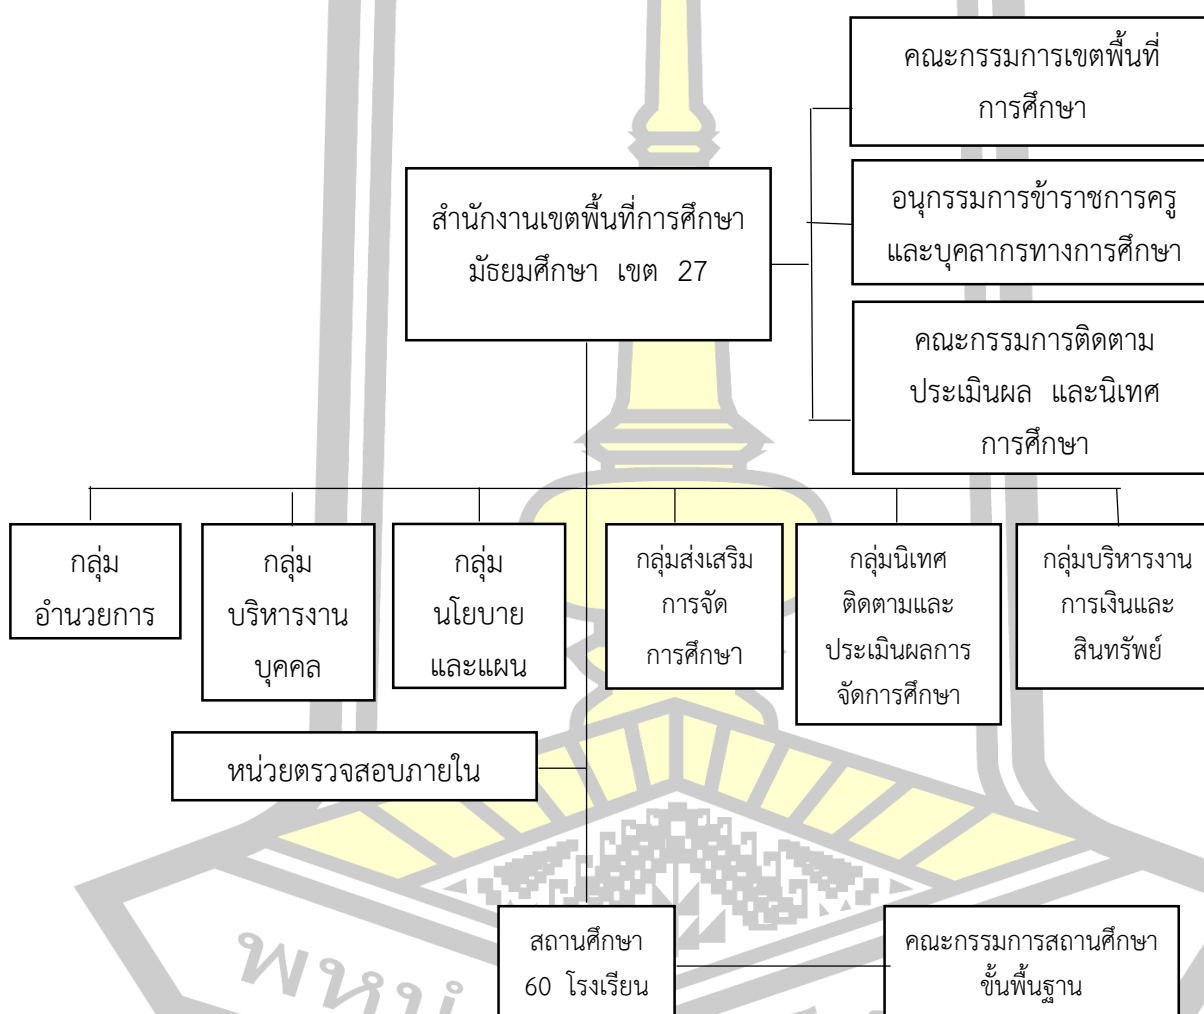 คณะกรรมการเขตพื้นที่
การศึกษา
สำนักงานเขตพื้นที่การศึกษา
มัธยมศึกษา เขต 27
อนุกรรมการข้าราชการครู
และบุคลากรทางการศึกษา
คณะกรรมการติดตาม
ประเมินผล และนิเทศ
การศึกษา
กลุ่ม
อำนวยการ
กลุ่ม
บริหารงาน
บุคคล
กลุ่ม
นโยบาย
และแผน
กลุ่มส่งเสริม
การจัด
การศึกษา
กลุ่มนิเทศ
ติดตามและ
ประเมินผลการ
จัดการศึกษา
กลุ่มบริหารงาน
การเงินและ
สินทรัพย์
หน่วยตรวจสอบภายใน
สถานศึกษา
60 โรงเรียน
คณะกรรมการสถานศึกษา
ขั้นพื้นฐาน